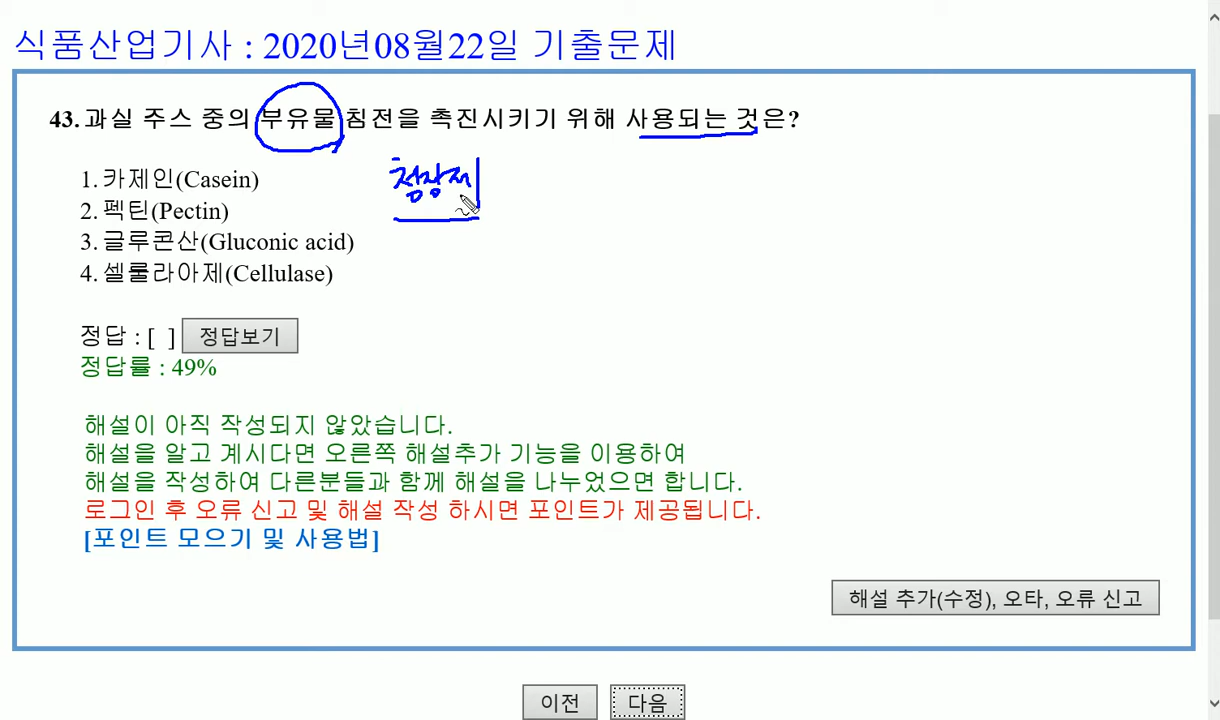 식품산업기사 : 2020년08월22일 기출문제
43. 과실 주스 중의 부유물 침전을 촉진시키기 위해 사용되는 것은?
청장제
1. 카제인(Casein)
2. 펙틴(Pectin)
3. 글루콘산(Gluconic acid)
4. 셀룰라아제(Cellulase)
정답 : [ ] 정답보기
정답률 : 49%
해설이 아직 작성되지 않았습니다.
해설을 알고 계시다면 오른쪽 해설추가 기능을 이용하여
해설을 작성하여 다른분들과 함께 해설을 나누었으면 합니다.
로그인 후 오류 신고 및 해설 작성 하시면 포인트가 제공됩니다.
[포인트 모으기 및 사용법]
해설 추가(수정), 오타, 오류 신고
이전 다음